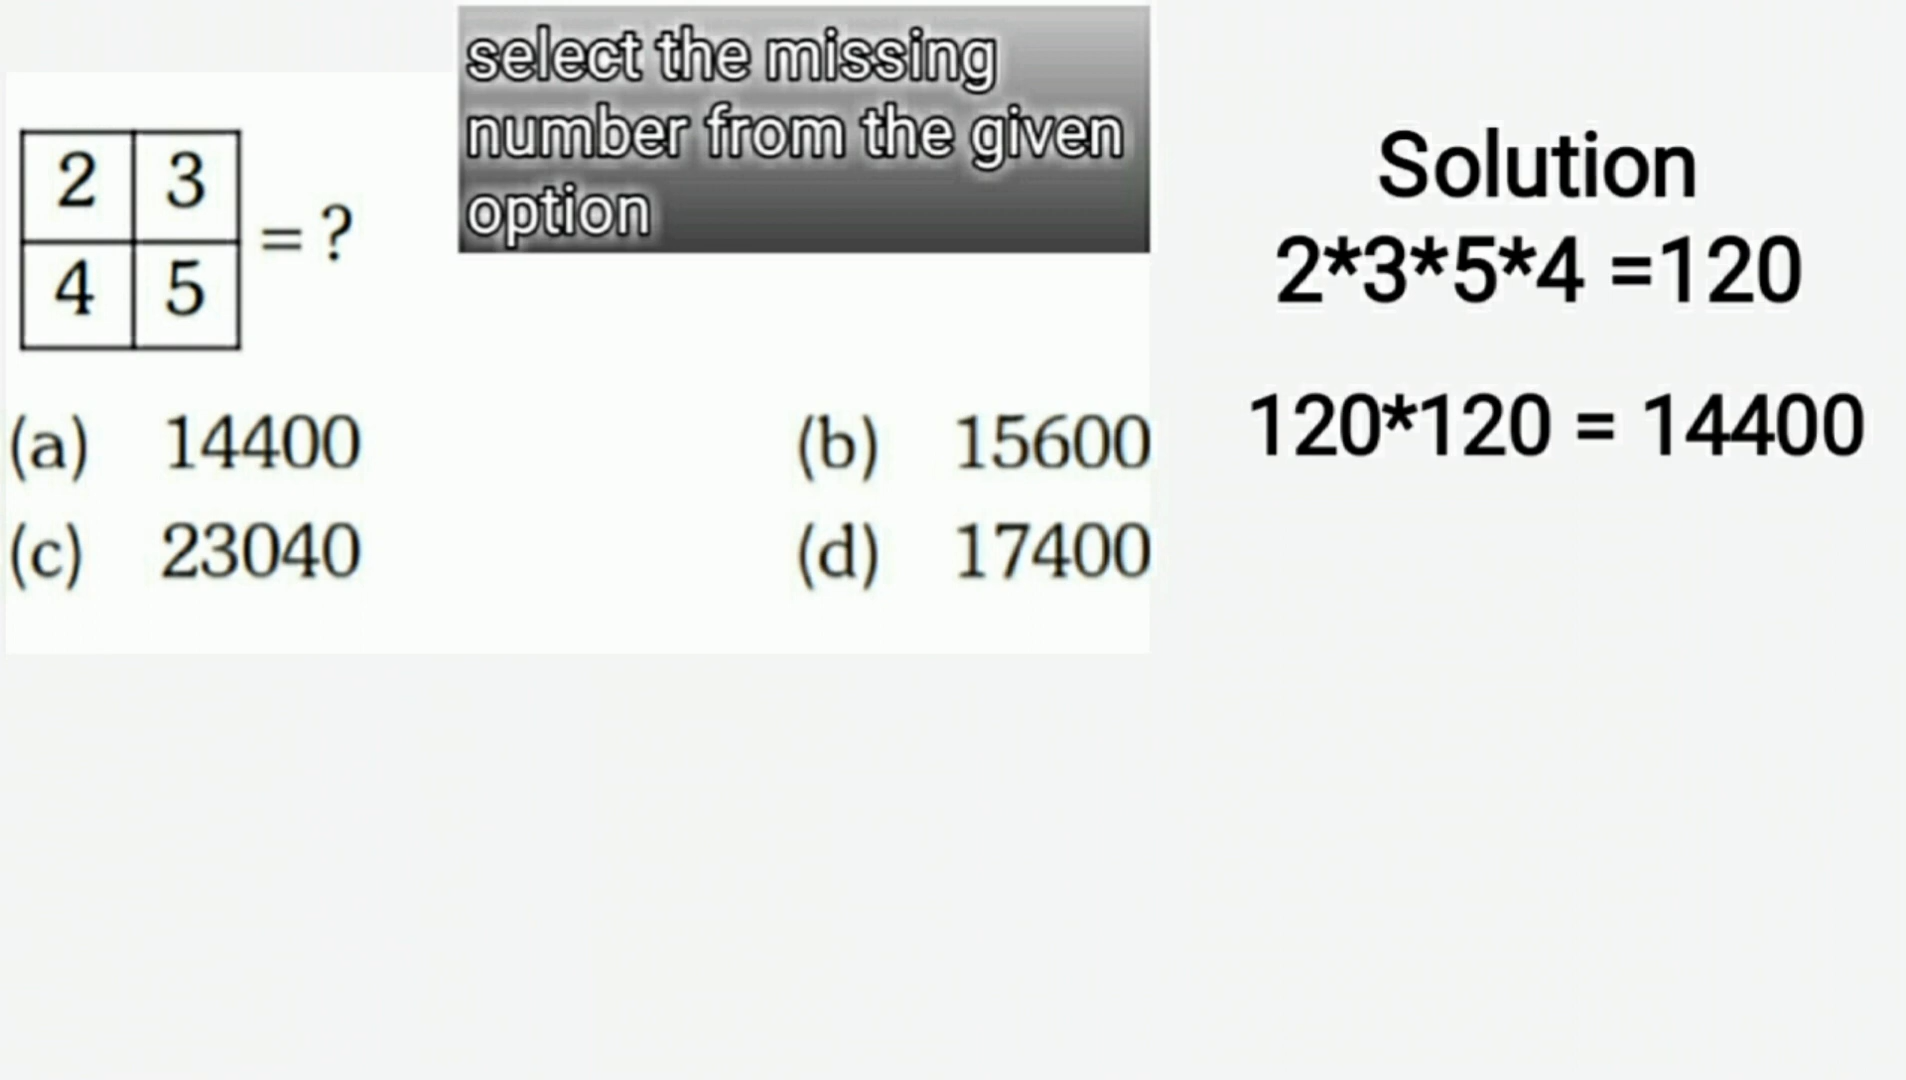 select the missing
number from the given
option
2 3
= ?
4 5
(a) 14400
(b) 15600
(c) 23040
(d) 17400
Solution
2*3*5*4 =120
120*120 = 14400